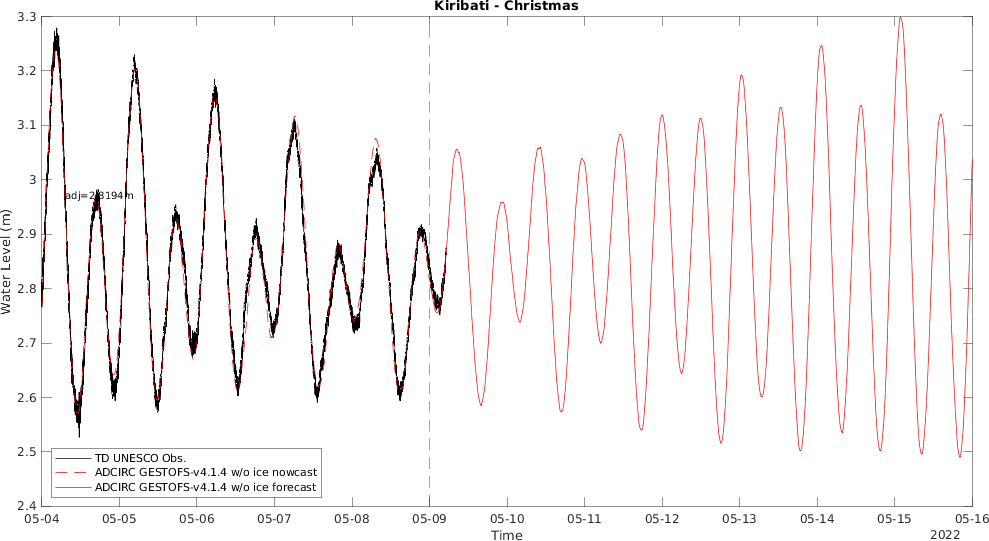 Kiribati - Christmas
3.3
3.2
3.1
3
2.9
2.8
2.7
2.6
2.5
2.4
Water Level (m)
adj=2.8194m
TD UNESCO Obs.
ADCIRC GESTOFS-v4.1.4 w/o ice nowcast
ADCIRC GESTOFS-v4.1.4 w/o ice forecast
05-04 05-05 05-06 05-07 05-08 05-09 05-10 05-11 05-12 05-13 05-14 05-15 05-16
Time
2022